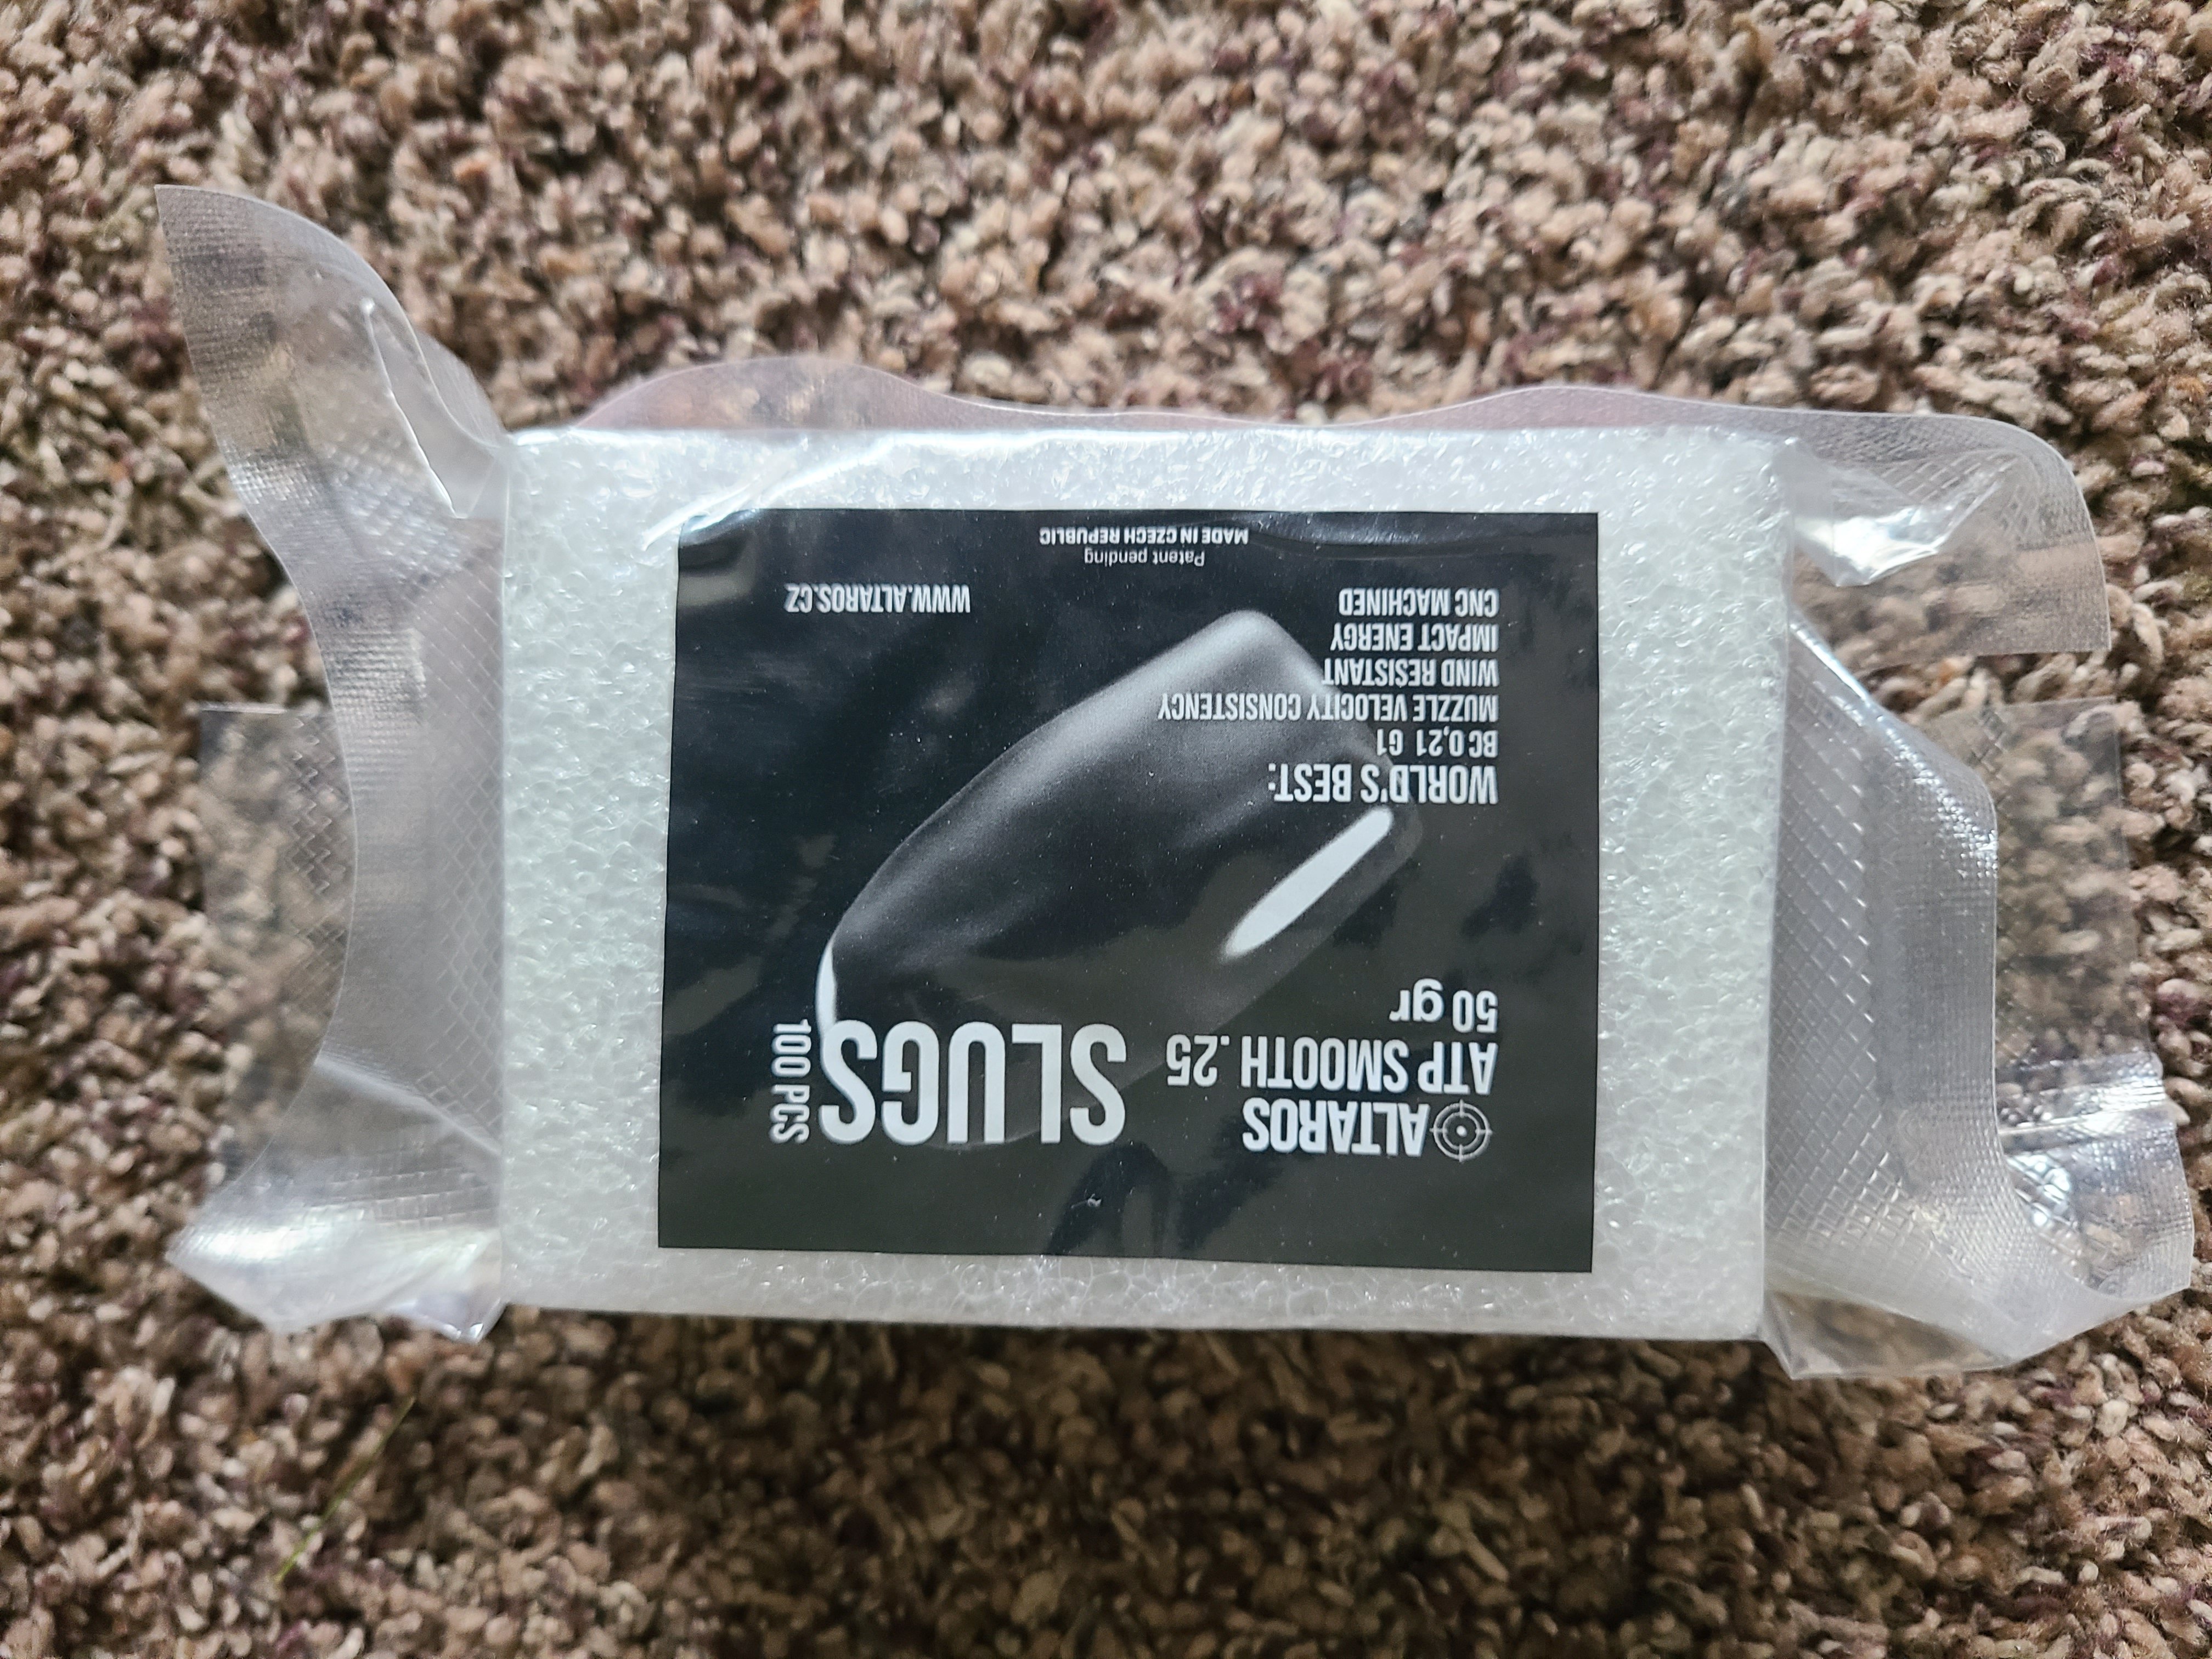 ALTAROS
ATP SMOOTH .25
50 gr
SLUGS
100 PCS
WORLD'S BEST:
BC 0,21 G1
MUZZLE VELOCITY CONSISTENCY
WIND RESISTANT
IMPACT ENERGY
CNC MACHINED
WWW.ALTAROS.CZ
Patent pending
MADE IN CZECH REPUBLIC